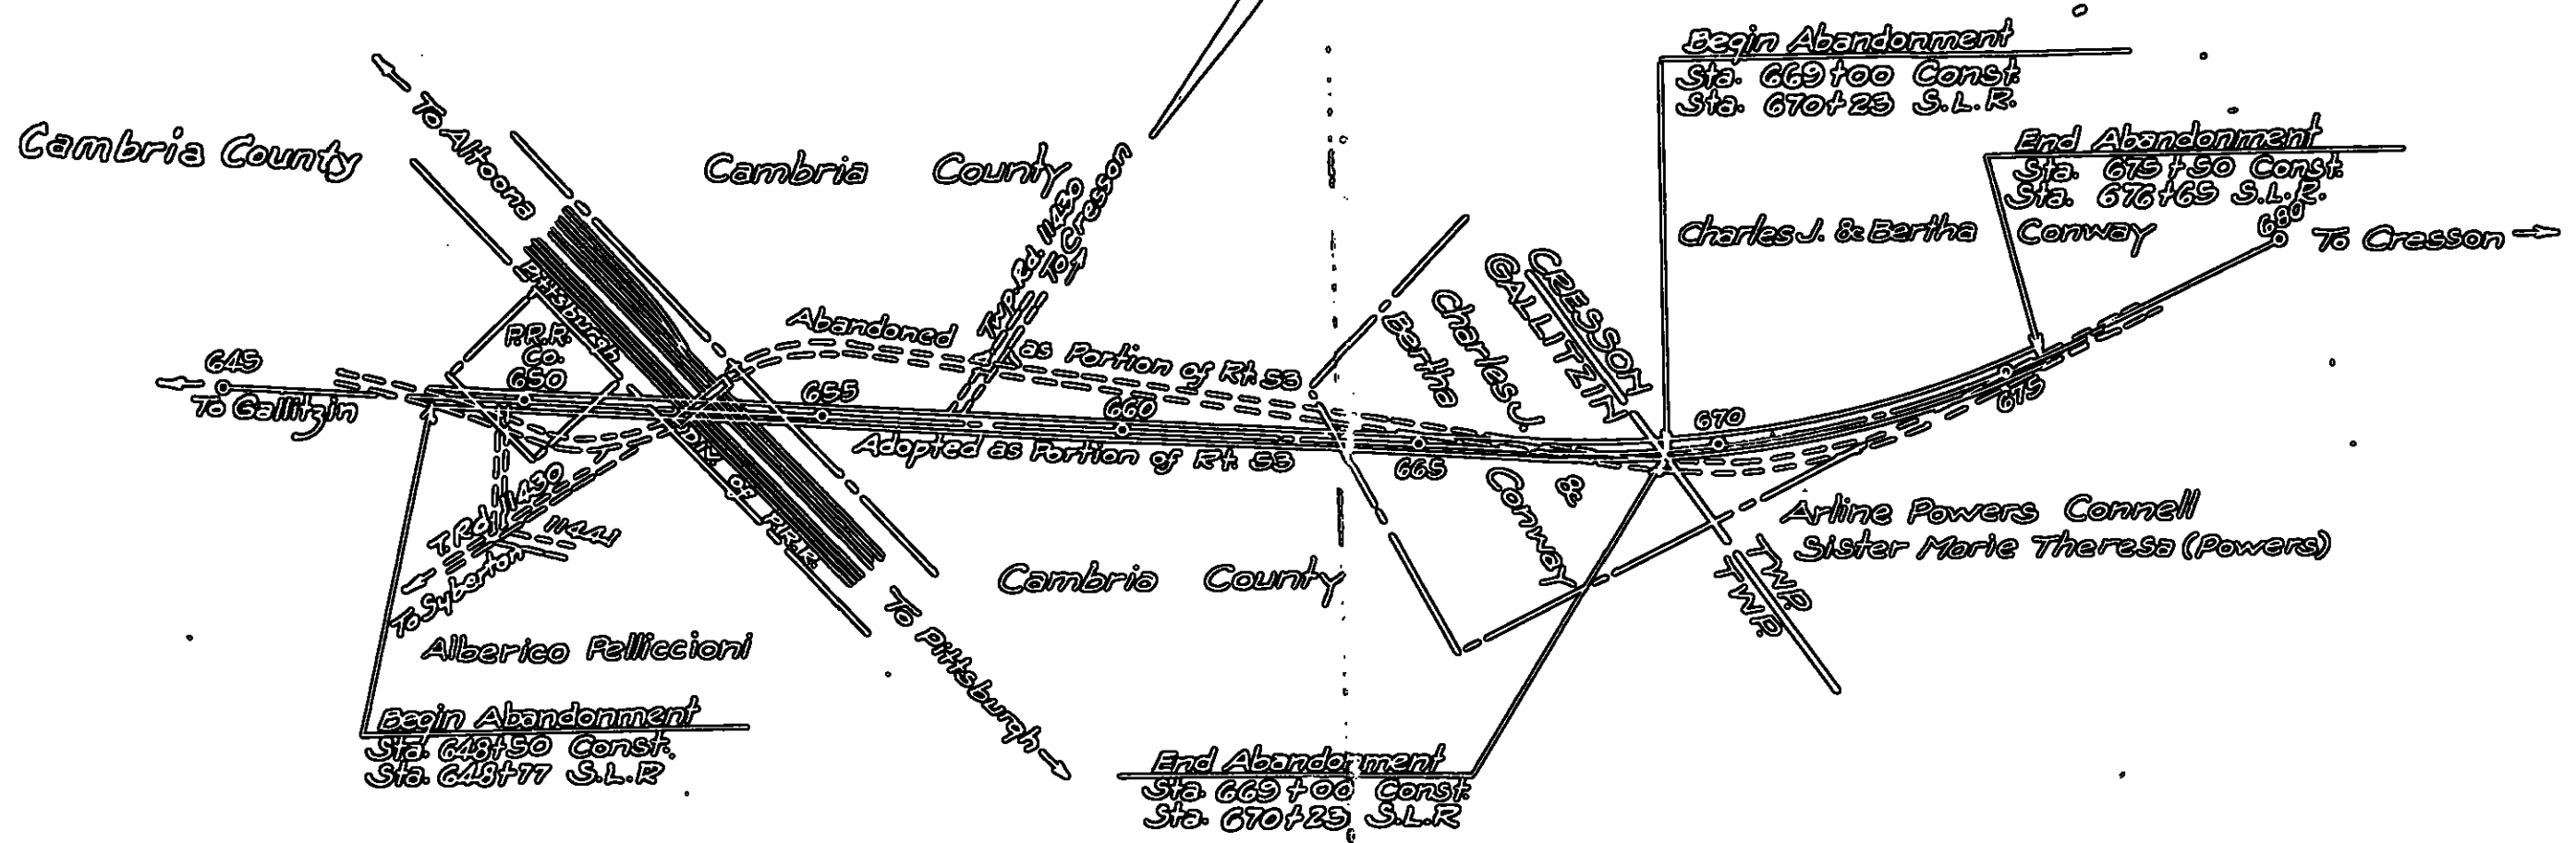 Begin Abandonment
Sta. 669+00 Const.
Sta. 670+23 S.L.R.
End Abandonment
Sta. 675+50 Const.
Sta. 676+65 S.L.R.
Cambria County
To Altoona
Cambria County
Twp. Rd. 11430
To Cresson
Charles J. & Bertha Conway
680
To Cresson
Pittsburgh
Div. of P.R.R.
P.R.R.
Co.
Abandoned as Portion of Rt. 53
CRESSON
GALLITZIN
Charles J. &
Bertha Conway
645
650
655
660
665
670
675
To Gallitzin
Adopted as Portion of Rt. 53
T. Rd. 11430
11441
To Syberton
Arline Powers Connell
Sister Marie Theresa (Powers)
TWP.
TWP.
Cambria County
To Pittsburgh
Alberico Pelliccioni
Begin Abandonment
Sta. 648+50 Const.
Sta. 648+77 S.L.R
End Abandonment
Sta. 669+00 Const.
Sta. 670+23 S.L.R